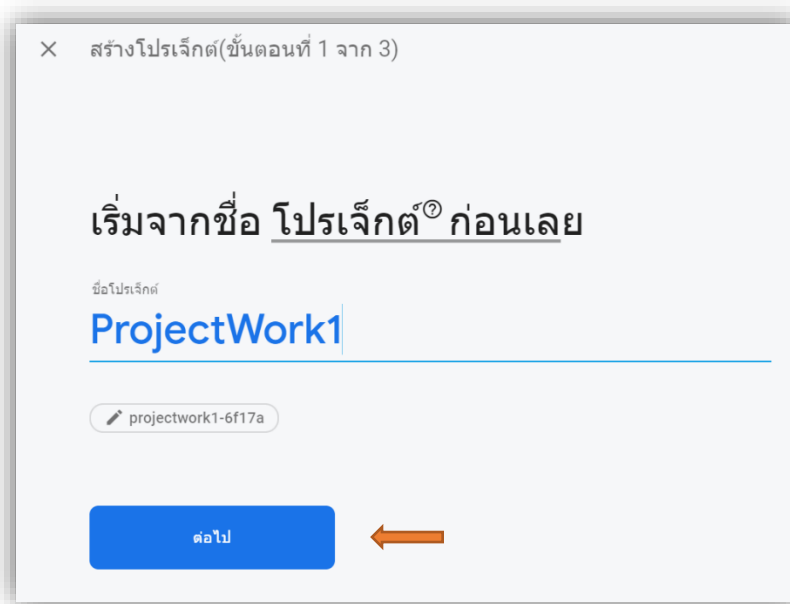 สร้างโปรเจ็กต์(ขั้นตอนที่ 1 จาก 3)
เริ่มจากชื่อ โปรเจ็กต์? ก่อนเลย
ชื่อโปรเจ็กต์
ProjectWork1
projectwork1-6f17a
ต่อไป